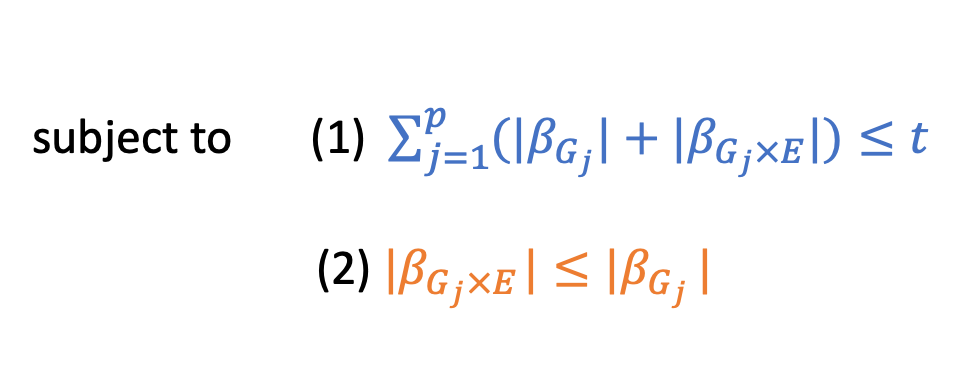 subject to (1) ∑_{j=1}^{p}(|β_{G_j}| + |β_{G_j×E}|) ≤ t
(2) |β_{G_j×E}| ≤ |β_{G_j}|